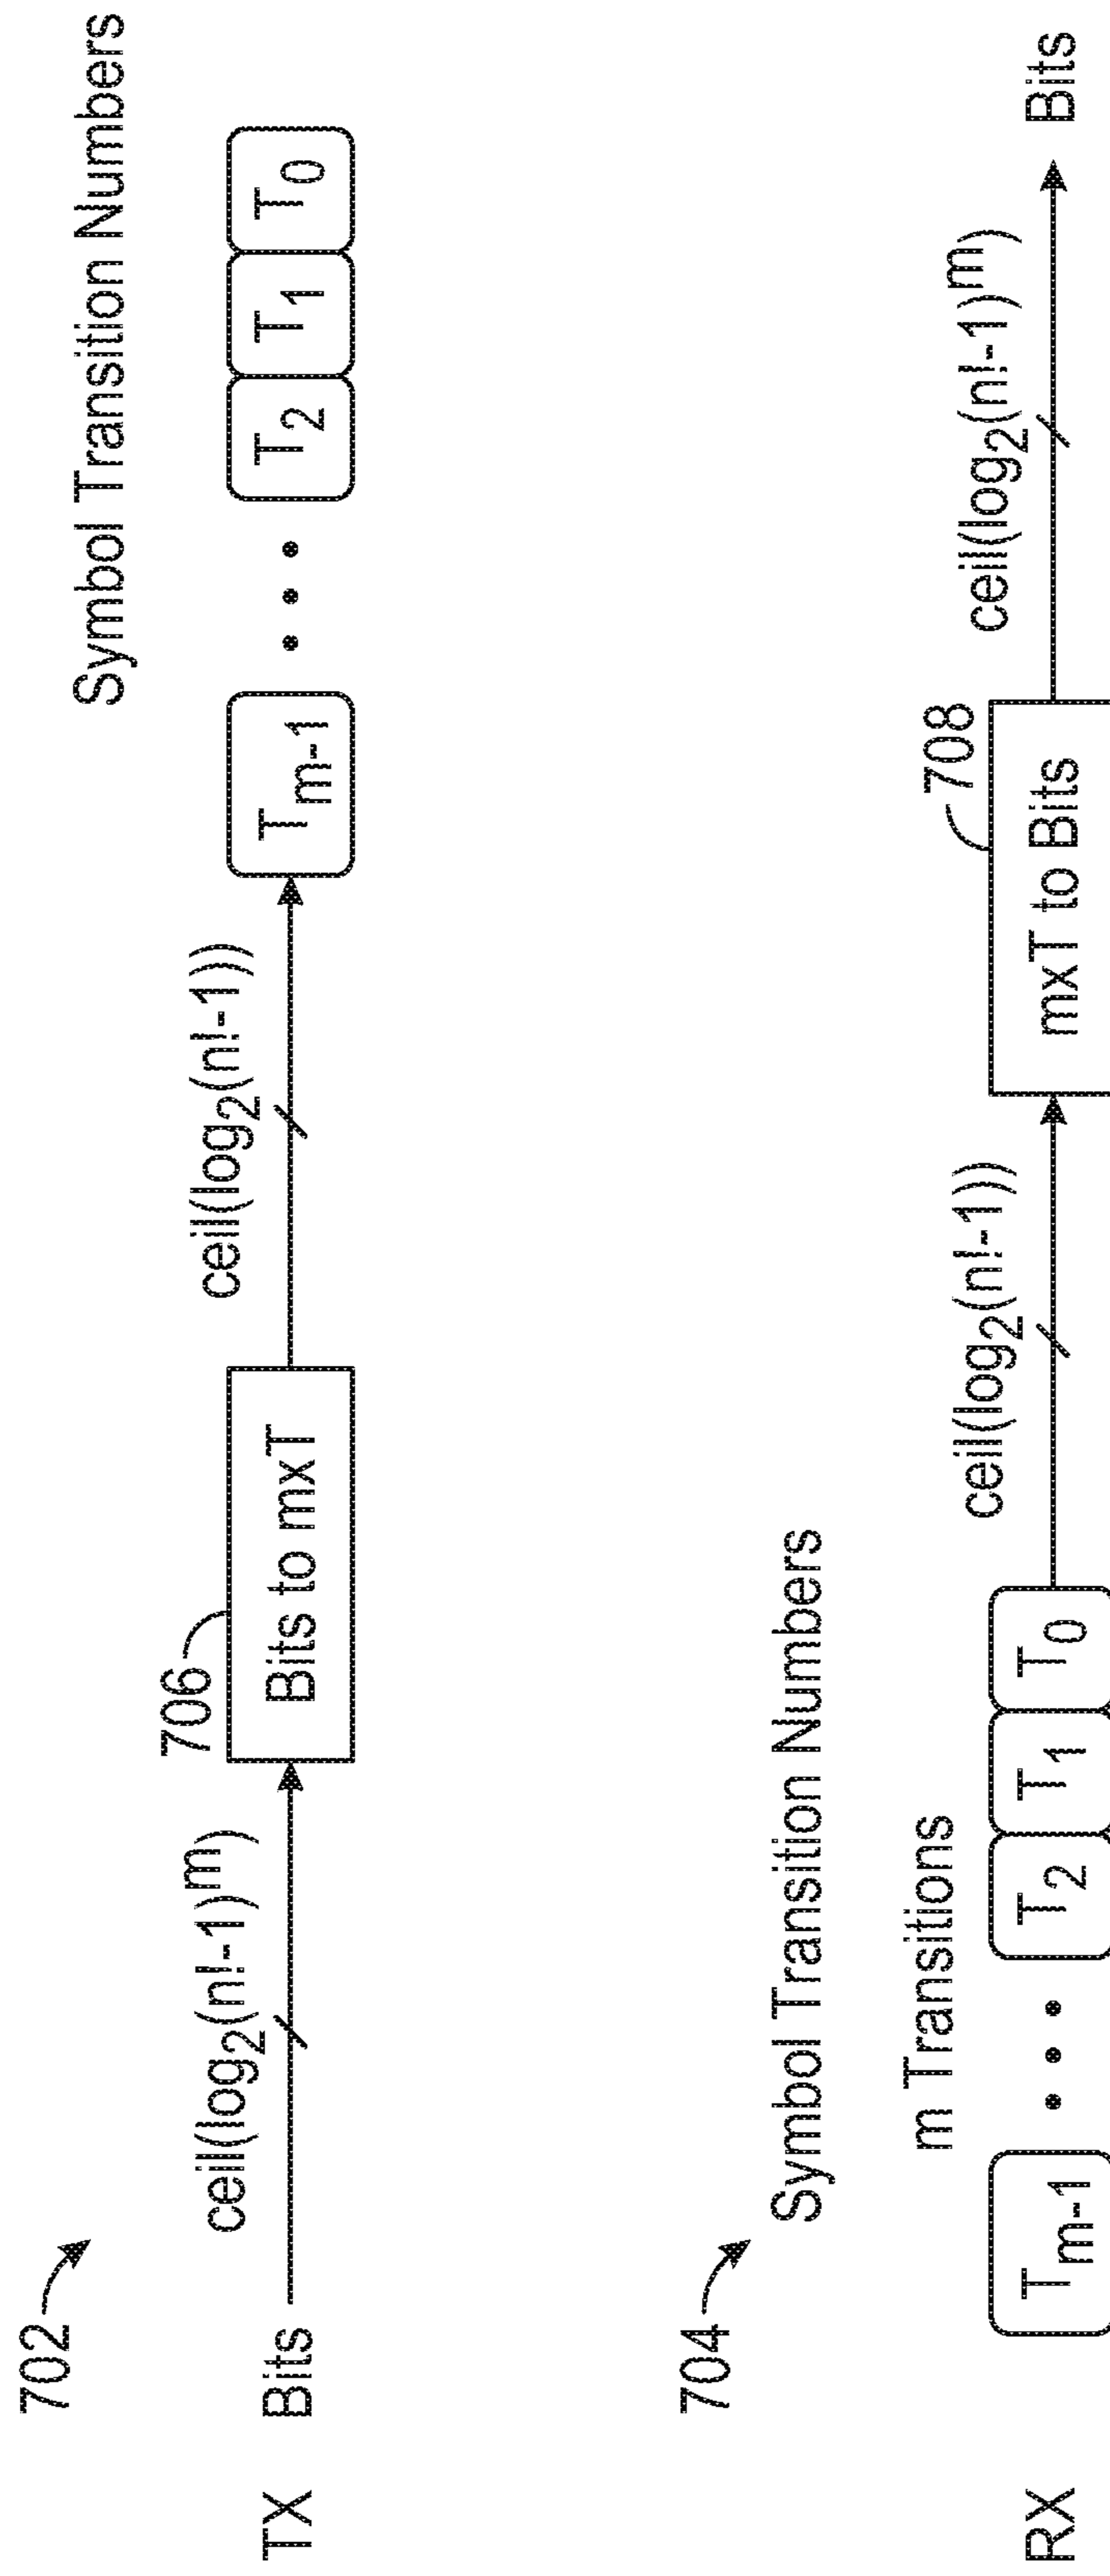 702
Symbol Transition Numbers
TX Bits
ceil(log2(n!-1)^m)
706
Bits to mxT
ceil(log2(n!-1))
Tm-1 • • • T2 T1 T0
704
Symbol Transition Numbers
m Transitions
RX
Tm-1 • • • T2 T1 T0
ceil(log2(n!-1))
708
mxT to Bits
ceil(log2(n!-1)^m)
Bits